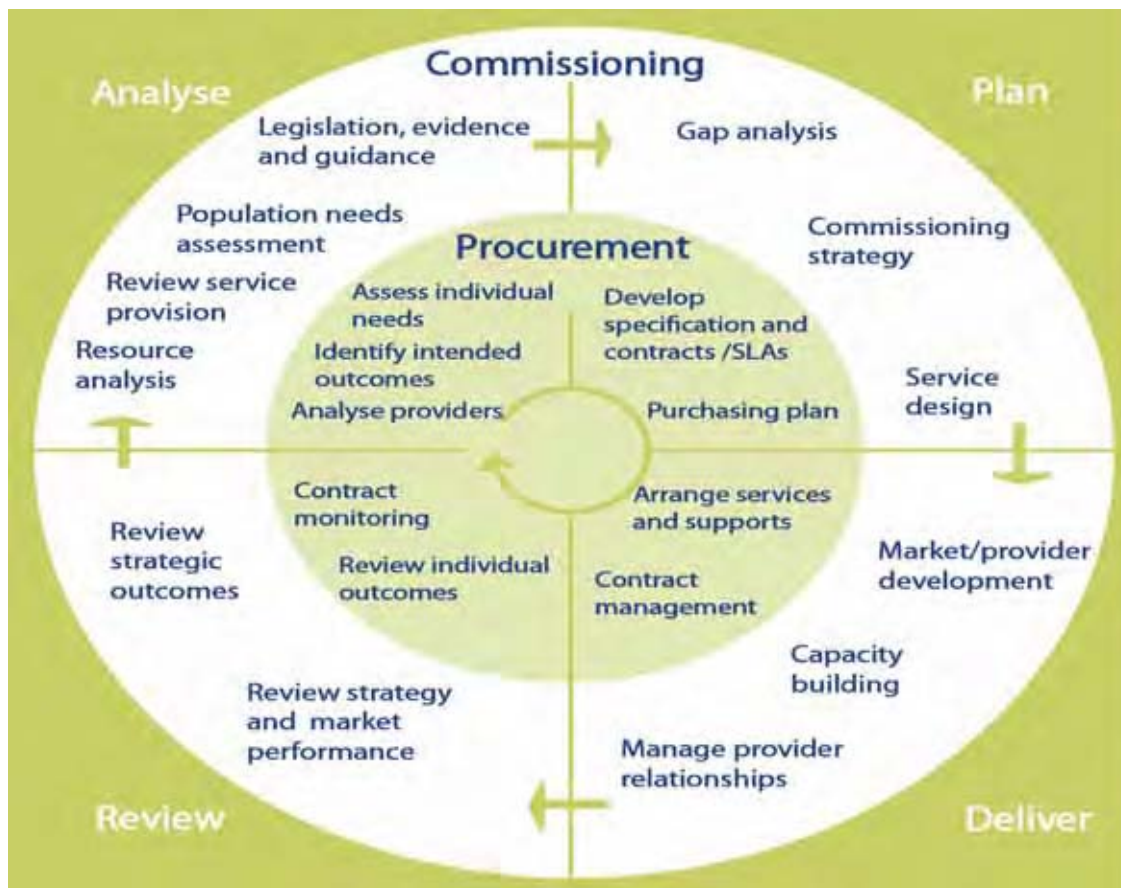 Commissioning
Analyse
Plan
Legislation, evidence
and guidance
Gap analysis
Population needs
assessment
Commissioning
strategy
Review service
provision
Resource
analysis
Service
design
Procurement
Assess individual
needs
Identify intended
outcomes
Analyse providers
Develop
specification and
contracts /SLAs
Purchasing plan
Contract
monitoring
Review individual
outcomes
Arrange services
and supports
Contract
management
Review
strategic
outcomes
Market/provider
development
Capacity
building
Review strategy
and market
performance
Manage provider
relationships
Review
Deliver